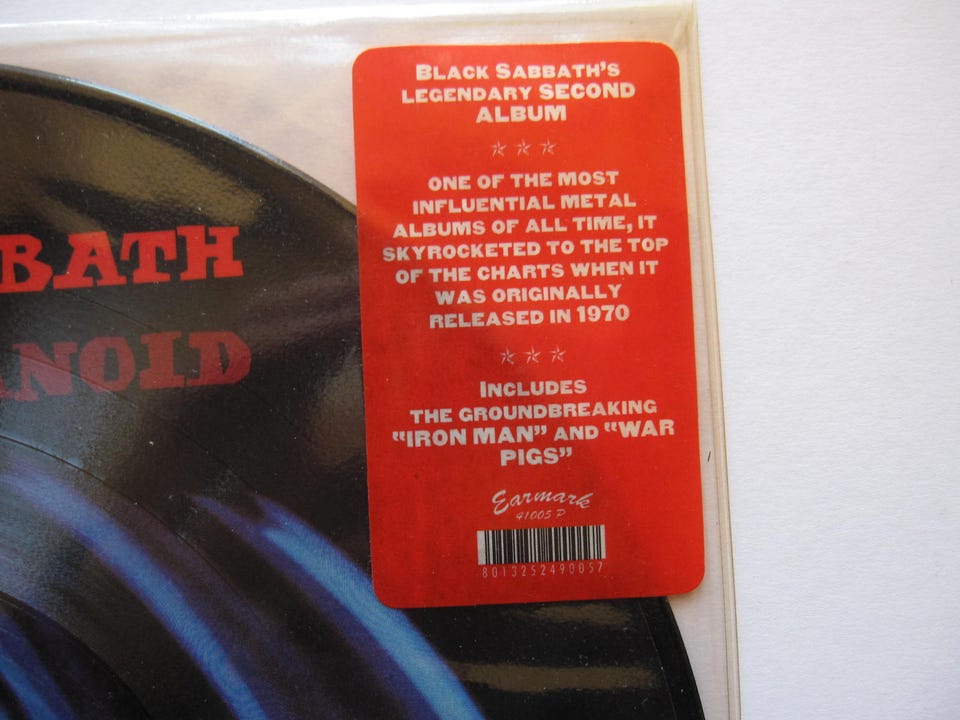 BBATH
ANOID
BLACK SABBATH'S
LEGENDARY SECOND
ALBUM
ONE OF THE MOST
INFLUENTIAL METAL
ALBUMS OF ALL TIME, IT
SKYROCKETED TO THE TOP
OF THE CHARTS WHEN IT
WAS ORIGINALLY
RELEASED IN 1970
INCLUDES
THE GROUNDBREAKING
“IRON MAN” AND “WAR
PIGS”
Earmark
41005 P
8013252490057